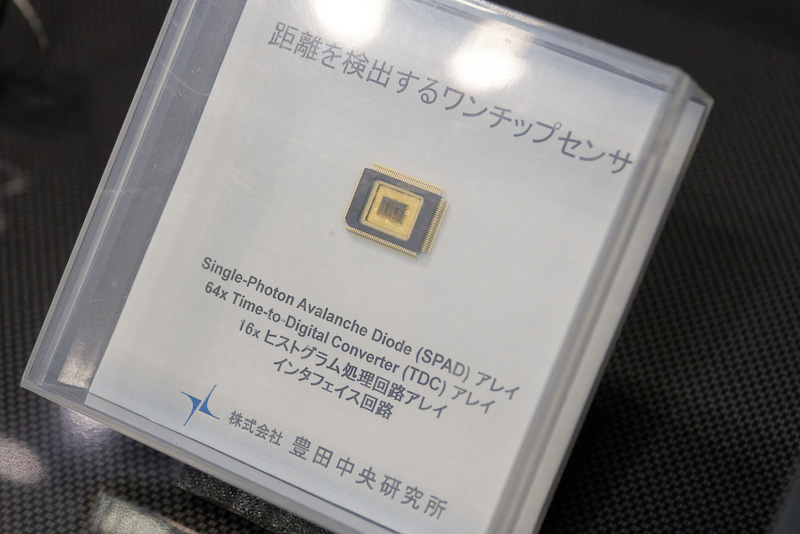 距離を検出するワンチップセンサ
Single-Photon Avalanche Diode (SPAD) アレイ
64x Time-to-Digital Converter (TDC) アレイ
16x ヒストグラム処理回路アレイ
インタフェイス回路
株式会社 豊田中央研究所